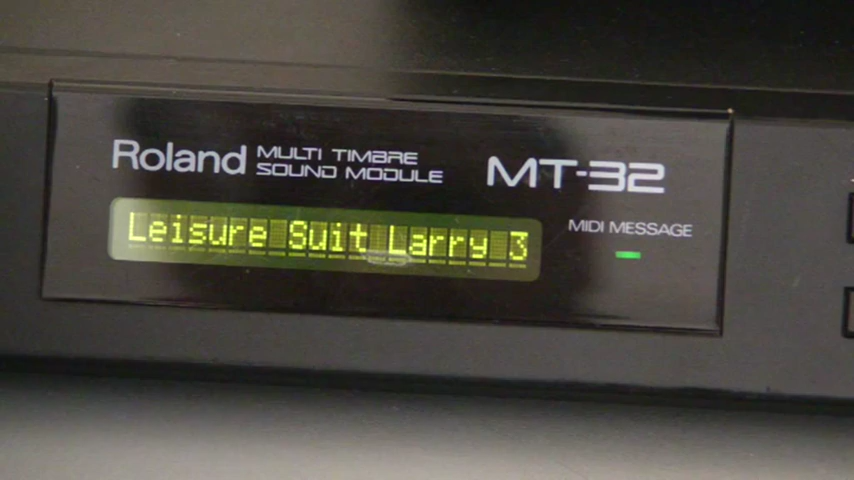 Roland
MULTI TIMBRE
SOUND MODULE
MT-32
Leisure Suit Larry 3
MIDI MESSAGE